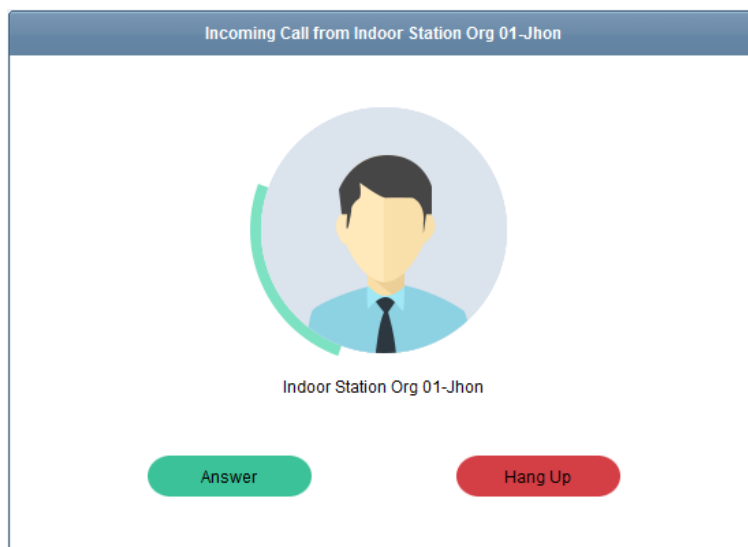 Incoming Call from Indoor Station Org 01-Jhon
Indoor Station Org 01-Jhon
Answer
Hang Up